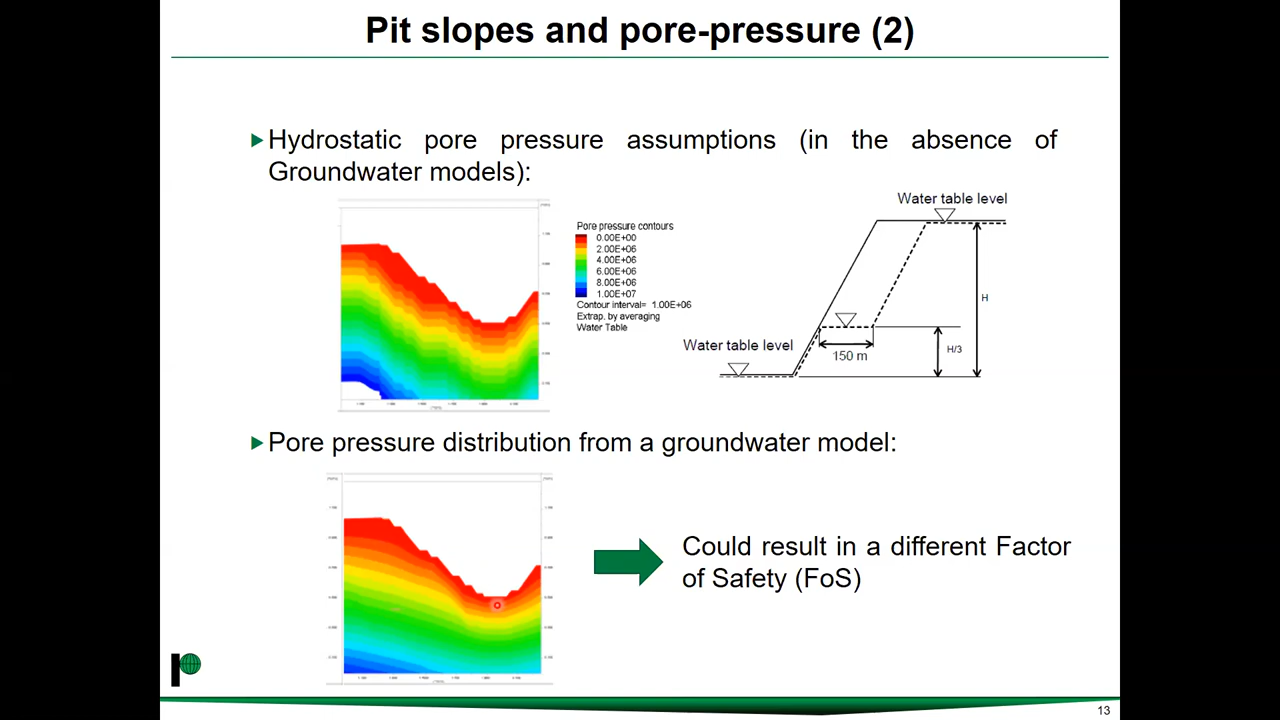 Pit slopes and pore-pressure (2)
Hydrostatic pore pressure assumptions (in the absence of
Groundwater models):
Pore pressure contours
0.00E+00
2.00E+06
4.00E+06
6.00E+06
8.00E+06
1.00E+07
Contour interval= 1.00E+06
Extrap. by averaging
Water Table
Water table level
H
Water table level
150 m
H/3
Pore pressure distribution from a groundwater model:
Could result in a different Factor
of Safety (FoS)
13